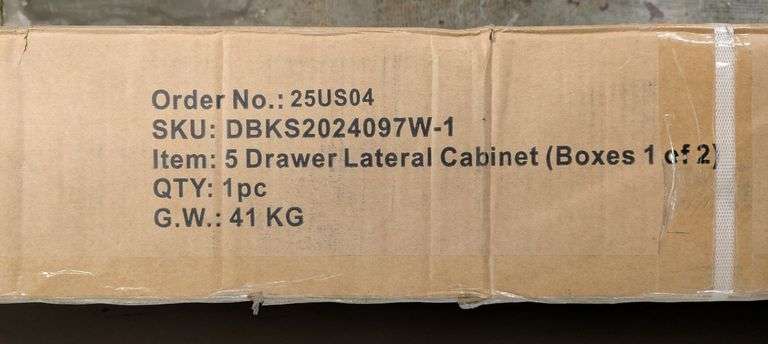 Order No.: 25US04
SKU: DBKS2024097W-1
Item: 5 Drawer Lateral Cabinet (Boxes 1 of 2)
QTY: 1pc
G.W.: 41 KG